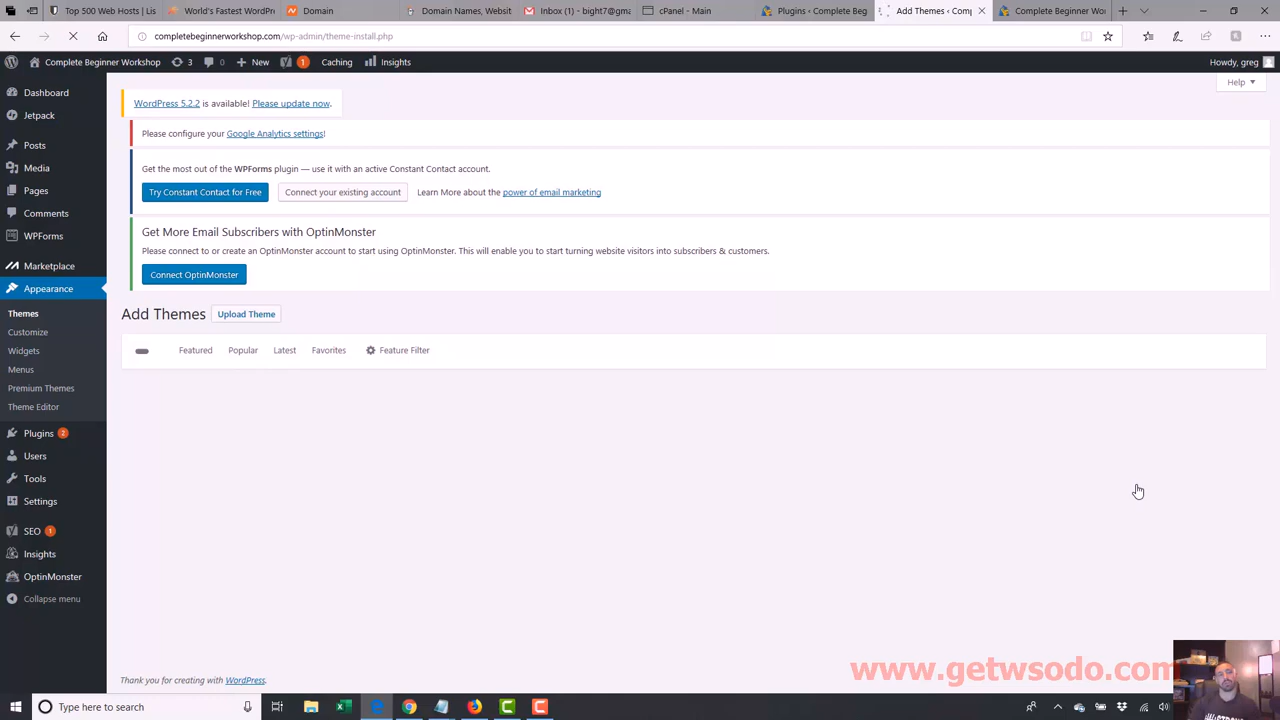 Top 500 Web Hosts | Lis
World's Fastest WordPre
Domain
Domain Names, Websit
Inbox (1) - bight7@gma
cPanel - Main
Plugins ‹ Complete Beg
Add Themes ‹ Comp
Complete Beginner Wor
completebeginnerworkshop.com/wp-admin/theme-install.php
Complete Beginner Workshop
3
0
New
1
Caching
Insights
Howdy, greg
Help
WordPress 5.2.2 is available! Please update now.
Please configure your Google Analytics settings!
Get the most out of the WPForms plugin — use it with an active Constant Contact account.
Try Constant Contact for Free
Connect your existing account
Learn More about the power of email marketing
Get More Email Subscribers with OptinMonster
Please connect to or create an OptinMonster account to start using OptinMonster. This will enable you to start turning website visitors into subscribers & customers.
Connect OptinMonster
Add Themes
Upload Theme
Featured
Popular
Latest
Favorites
Feature Filter
Dashboard
Jetpack
Posts
Media
Pages
Comments
WPForms
Marketplace
Appearance
Themes
Customize
Widgets
Menus
Premium Themes
Theme Editor
Plugins 2
Users
Tools
Settings
SEO 1
Insights
OptinMonster
Collapse menu
Thank you for creating with WordPress.
www.getwsodo.com
Type here to search